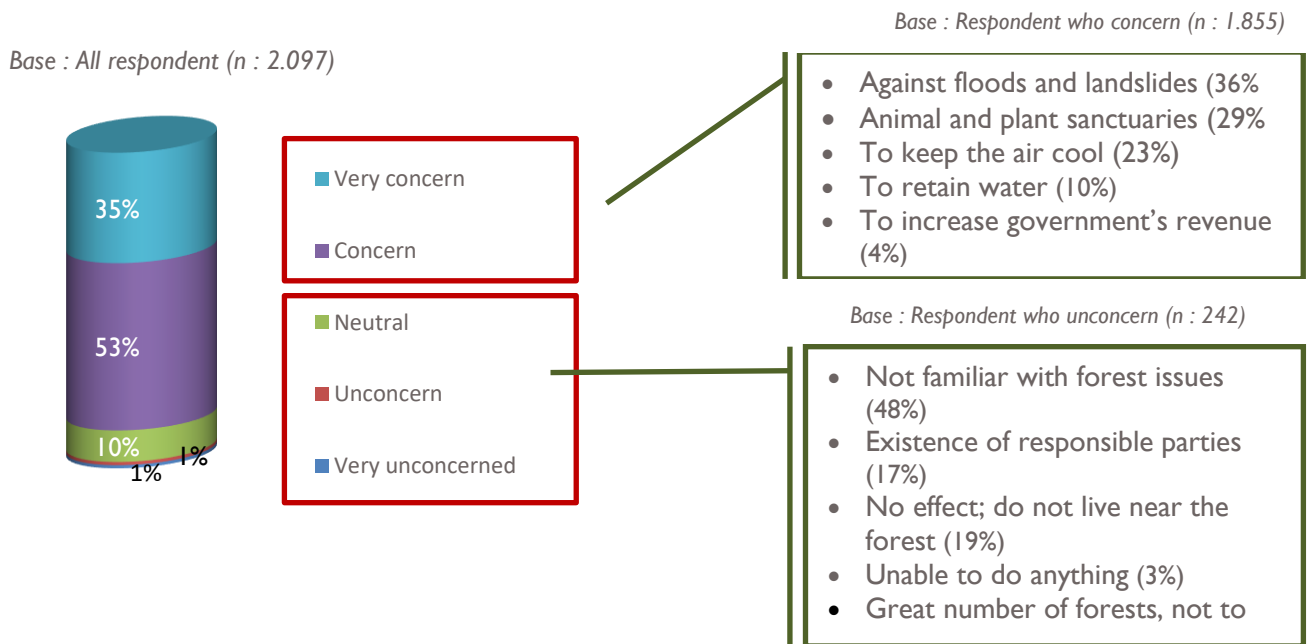 Base : All respondent (n : 2.097)
35%
53%
10%
1%
1%
Very concern
Concern
Neutral
Unconcern
Very unconcerned
Base : Respondent who concern (n : 1.855)
• Against floods and landslides (36%
• Animal and plant sanctuaries (29%
• To keep the air cool (23%)
• To retain water (10%)
• To increase government’s revenue
(4%)
Base : Respondent who unconcern (n : 242)
• Not familiar with forest issues
(48%)
• Existence of responsible parties
(17%)
• No effect; do not live near the
forest (19%)
• Unable to do anything (3%)
• Great number of forests, not to